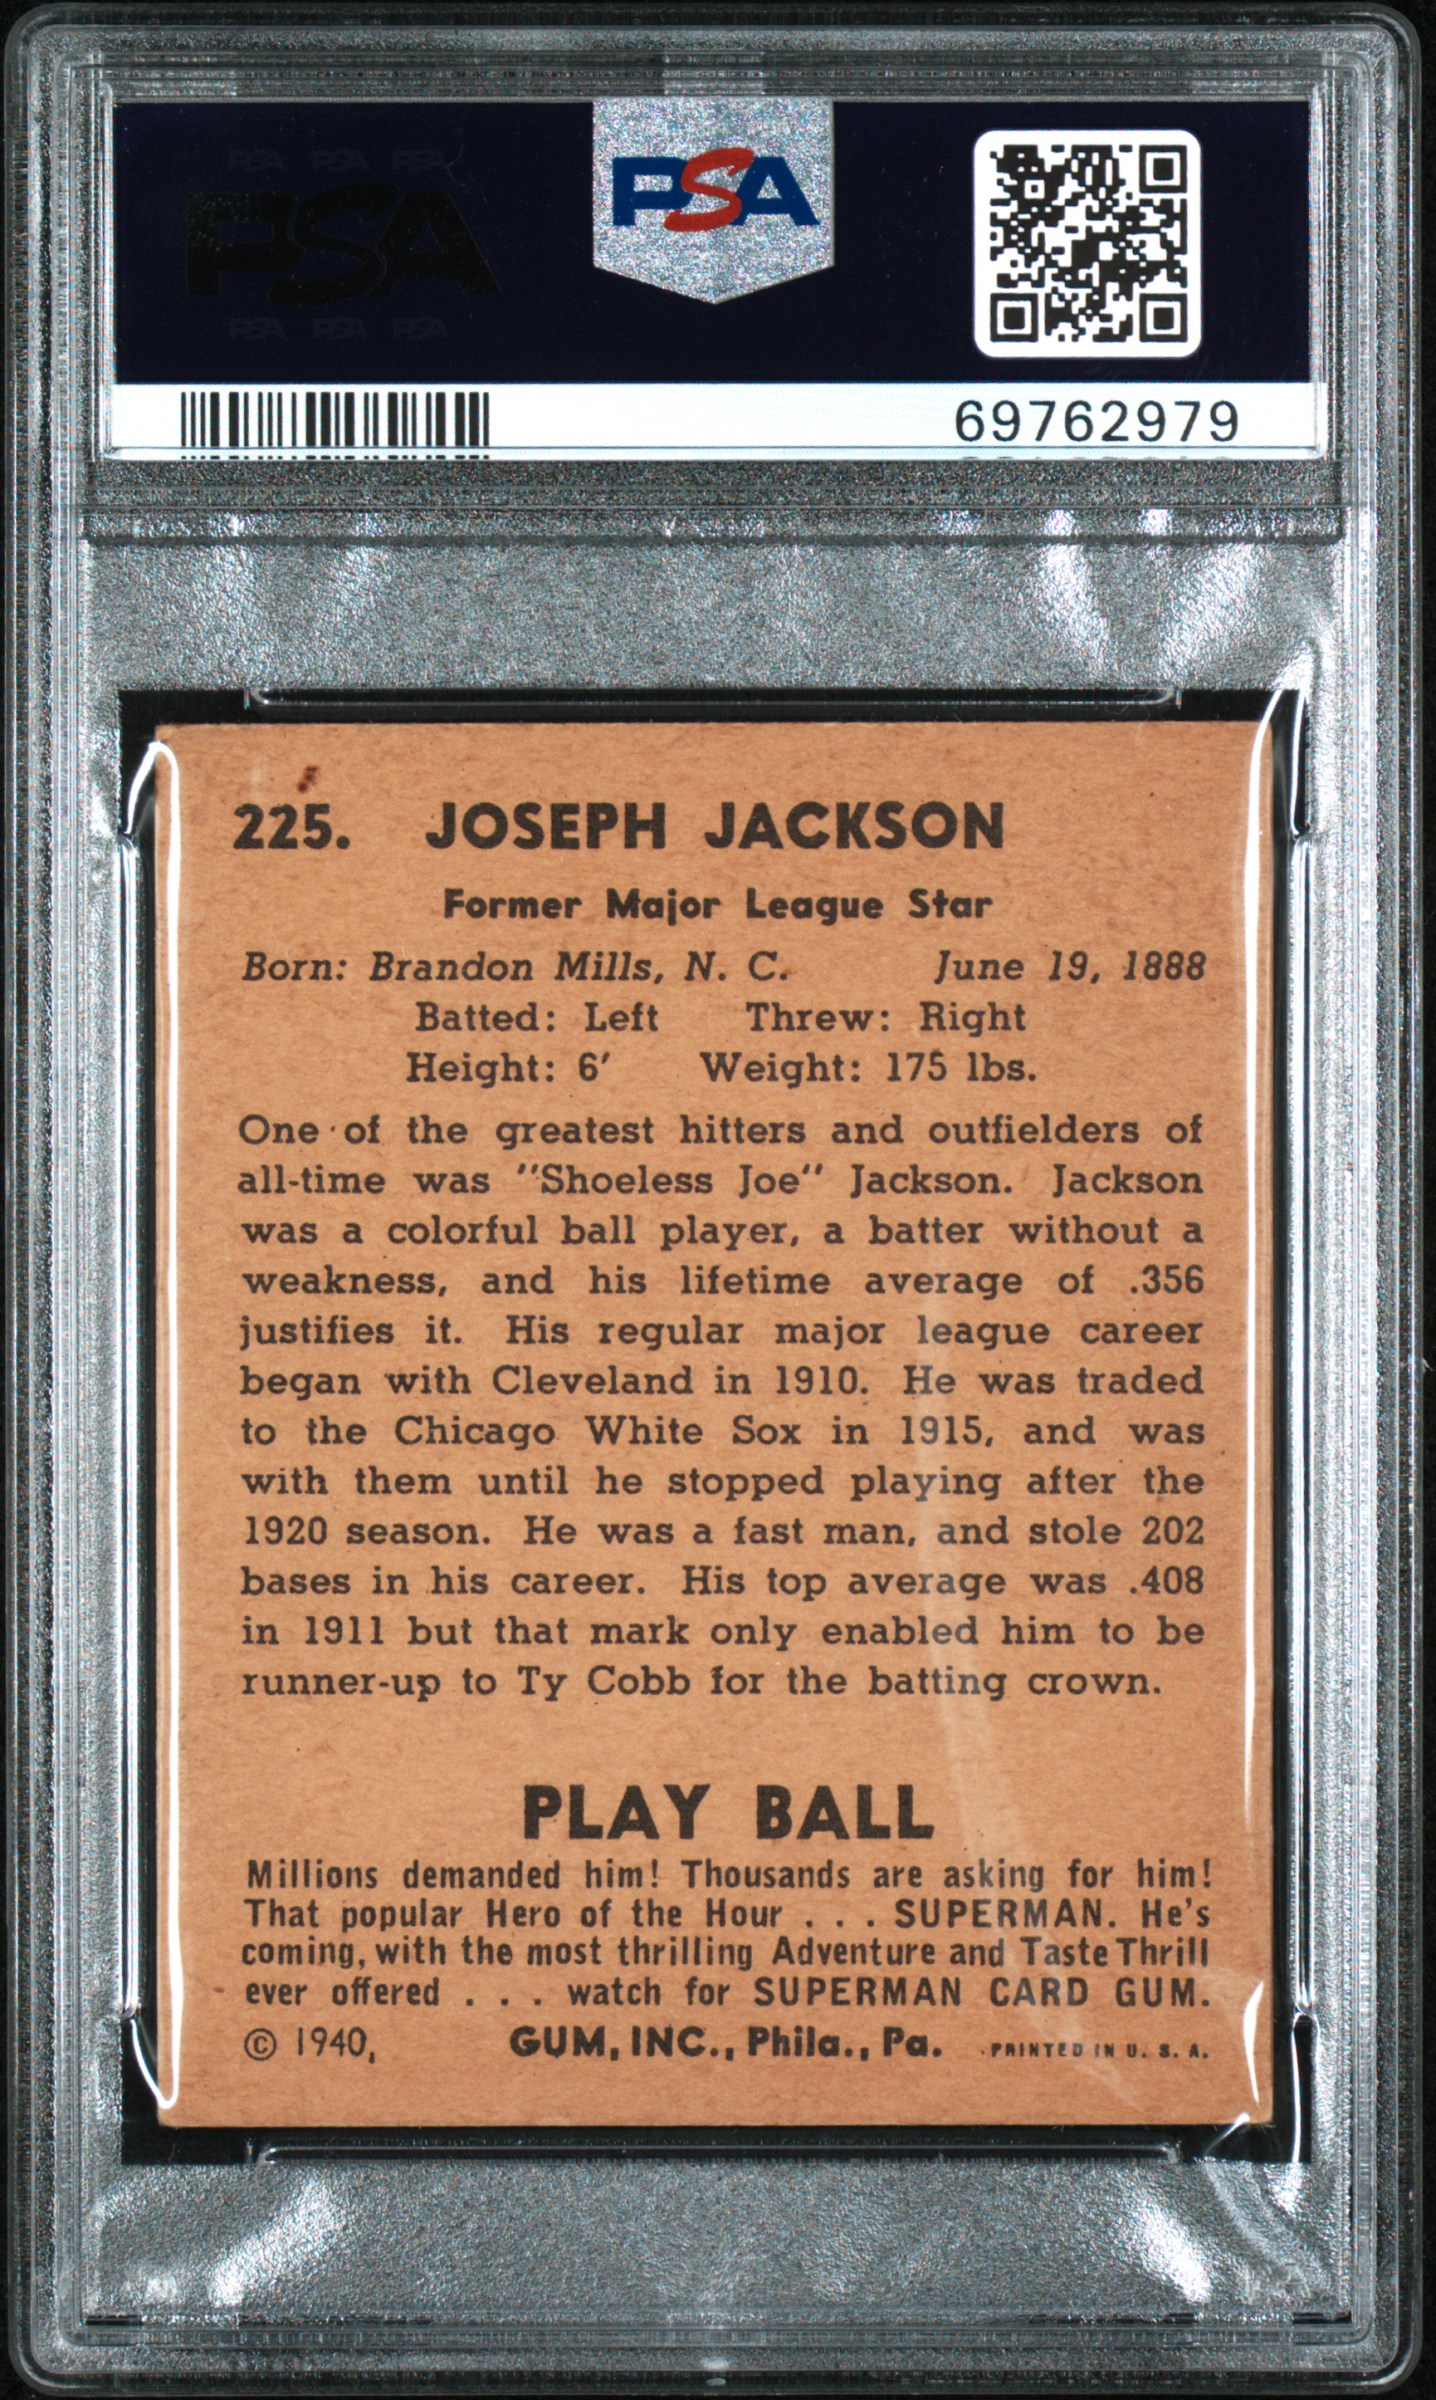 PSA PSA PSA
PSA
PSA PSA PSA
PSA
69762979
225. JOSEPH JACKSON
Former Major League Star
Born: Brandon Mills, N. C. June 19, 1888
Batted: Left Threw: Right
Height: 6′ Weight: 175 lbs.
One of the greatest hitters and outfielders of
all-time was "Shoeless Joe" Jackson. Jackson
was a colorful ball player, a batter without a
weakness, and his lifetime average of .356
justifies it. His regular major league career
began with Cleveland in 1910. He was traded
to the Chicago White Sox in 1915, and was
with them until he stopped playing after the
1920 season. He was a fast man, and stole 202
bases in his career. His top average was .408
in 1911 but that mark only enabled him to be
runner-up to Ty Cobb for the batting crown.
PLAY BALL
Millions demanded him! Thousands are asking for him!
That popular Hero of the Hour . . . SUPERMAN. He's
coming, with the most thrilling Adventure and Taste Thrill
ever offered . . . watch for SUPERMAN CARD GUM.
© 1940, GUM, INC., Phila., Pa. PRINTED IN U. S. A.